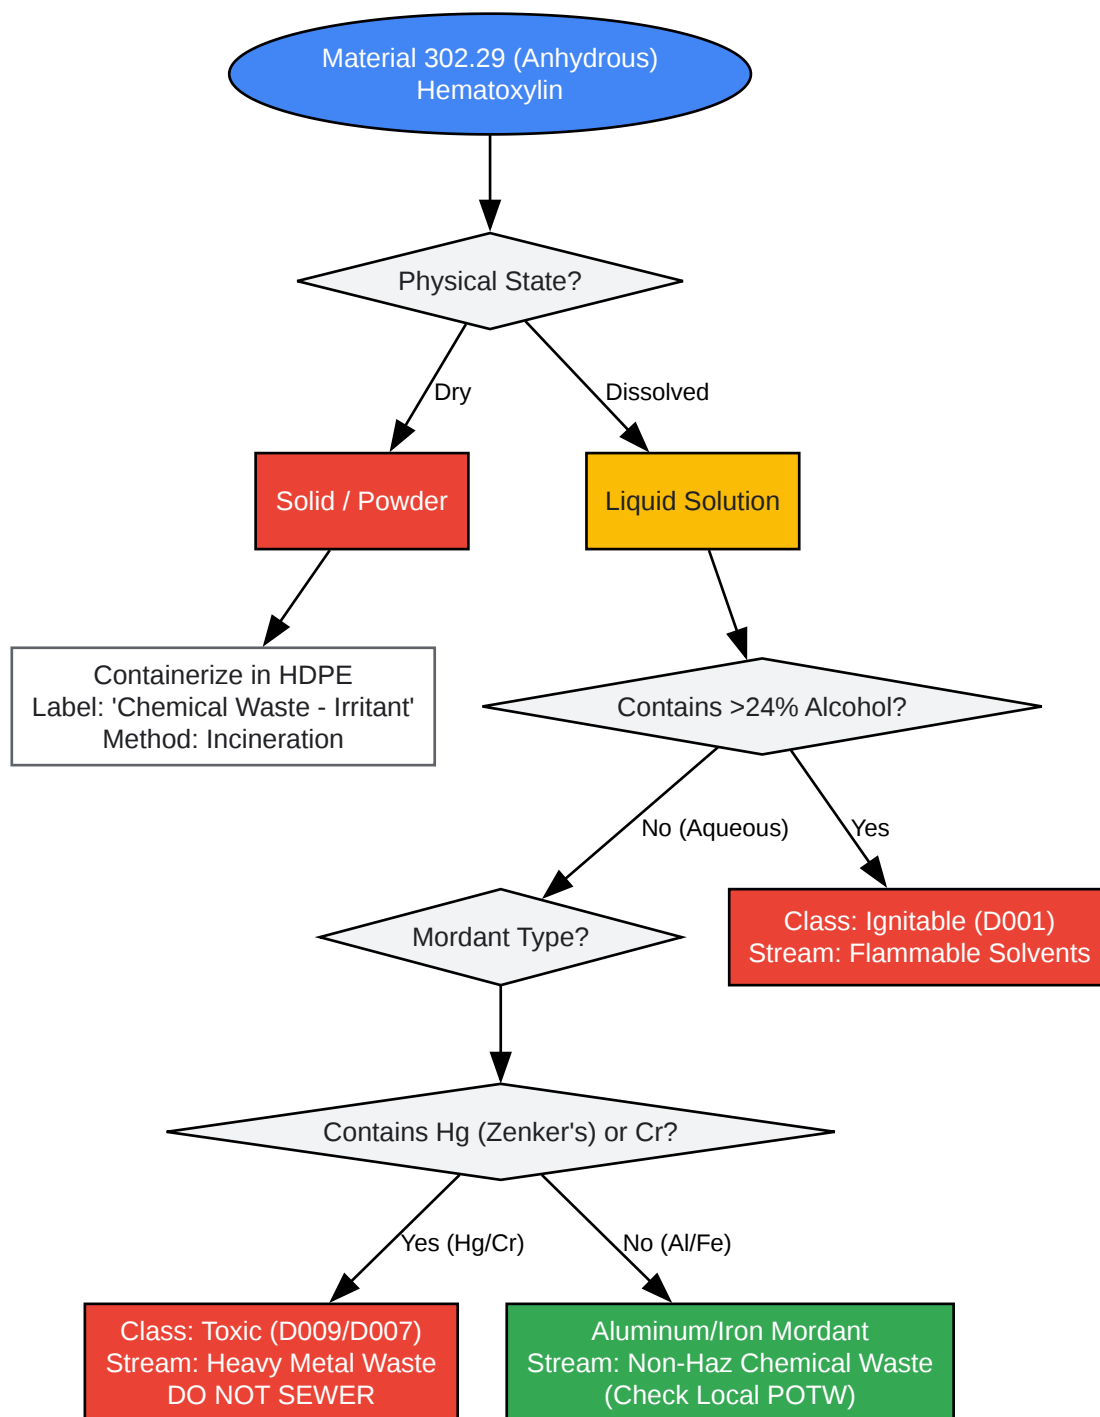 Material 302.29 (Anhydrous)
Hematoxylin
Physical State?
Dry
Dissolved
Solid / Powder
Liquid Solution
Containerize in HDPE
Label: 'Chemical Waste - Irritant'
Method: Incineration
Contains >24% Alcohol?
No (Aqueous)
Yes
Mordant Type?
Class: Ignitable (D001)
Stream: Flammable Solvents
Contains Hg (Zenker's) or Cr?
Yes (Hg/Cr)
No (Al/Fe)
Class: Toxic (D009/D007)
Stream: Heavy Metal Waste
DO NOT SEWER
Aluminum/Iron Mordant
Stream: Non-Haz Chemical Waste
(Check Local POTW)